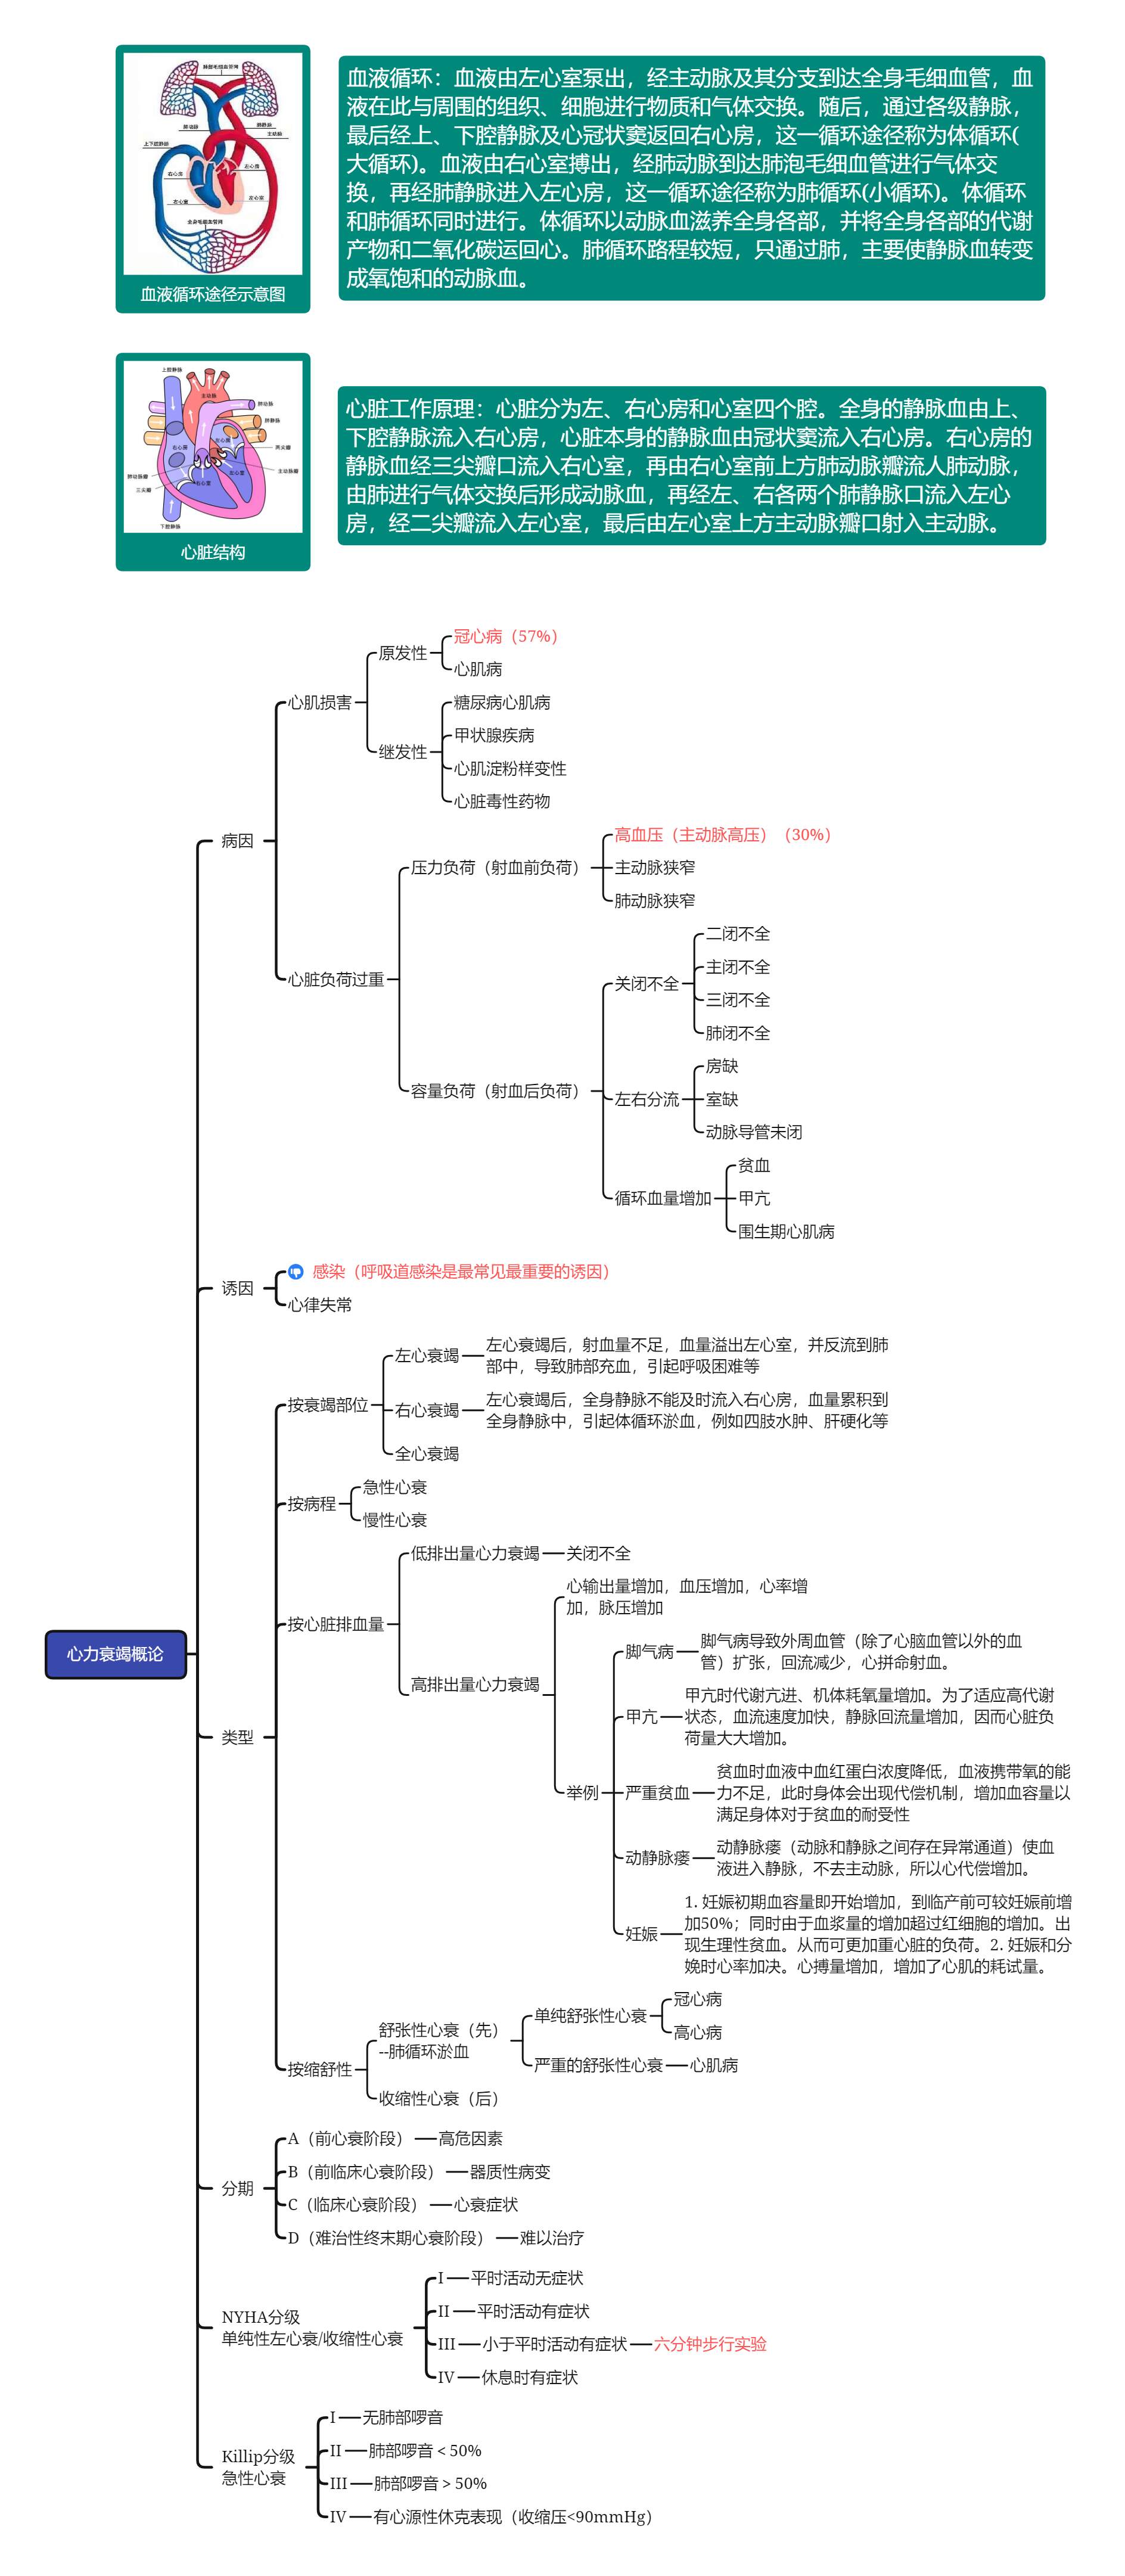 肺部毛细血管网
肺动脉
肺静脉
主动脉
上下腔静脉
左心房
右心房
左心室
左心室
全身毛细血管网
血液循环途径示意图
血液循环：血液由左心室泵出，经主动脉及其分支到达全身毛细血管，血
液在此与周围的组织、细胞进行物质和气体交换。随后，通过各级静脉，
最后经上、下腔静脉及心冠状窦返回右心房，这一循环途径称为体循环(
大循环)。血液由右心室搏出，经肺动脉到达肺泡毛细血管进行气体交
换，再经肺静脉进入左心房，这一循环途径称为肺循环(小循环)。体循环
和肺循环同时进行。体循环以动脉血滋养全身各部，并将全身各部的代谢
产物和二氧化碳运回心。肺循环路程较短，只通过肺，主要使静脉血转变
成氧饱和的动脉血。
上腔静脉
主动脉
肺动脉
肺静脉
左心房
右心房
两尖瓣
主动脉瓣
肺动脉瓣
左心室
右心室
三尖瓣
下腔静脉
心脏结构
心脏工作原理：心脏分为左、右心房和心室四个腔。全身的静脉血由上、
下腔静脉流入右心房，心脏本身的静脉血由冠状窦流入右心房。右心房的
静脉血经三尖瓣口流入右心室，再由右心室前上方肺动脉瓣流人肺动脉，
由肺进行气体交换后形成动脉血，再经左、右各两个肺静脉口流入左心
房，经二尖瓣流入左心室，最后由左心室上方主动脉瓣口射入主动脉。
心力衰竭概论
病因
心肌损害
原发性
冠心病（57%）
心肌病
继发性
糖尿病心肌病
甲状腺疾病
心肌淀粉样变性
心脏毒性药物
心脏负荷过重
压力负荷（射血前负荷）
高血压（主动脉高压）（30%）
主动脉狭窄
肺动脉狭窄
容量负荷（射血后负荷）
关闭不全
二闭不全
主闭不全
三闭不全
肺闭不全
左右分流
房缺
室缺
动脉导管未闭
循环血量增加
贫血
甲亢
围生期心肌病
诱因
感染（呼吸道感染是最常见最重要的诱因）
心律失常
类型
按衰竭部位
左心衰竭
左心衰竭后，射血量不足，血量溢出左心室，并反流到肺
部中，导致肺部充血，引起呼吸困难等
右心衰竭
左心衰竭后，全身静脉不能及时流入右心房，血量累积到
全身静脉中，引起体循环淤血，例如四肢水肿、肝硬化等
全心衰竭
按病程
急性心衰
慢性心衰
按心脏排血量
低排出量心力衰竭
关闭不全
高排出量心力衰竭
心输出量增加，血压增加，心率增
加，脉压增加
举例
脚气病
脚气病导致外周血管（除了心脑血管以外的血
管）扩张，回流减少，心拼命射血。
甲亢
甲亢时代谢亢进、机体耗氧量增加。为了适应高代谢
状态，血流速度加快，静脉回流量增加，因而心脏负
荷量大大增加。
严重贫血
贫血时血液中血红蛋白浓度降低，血液携带氧的能
力不足，此时身体会出现代偿机制，增加血容量以
满足身体对于贫血的耐受性
动静脉瘘
动静脉瘘（动脉和静脉之间存在异常通道）使血
液进入静脉，不去主动脉，所以心代偿增加。
妊娠
1. 妊娠初期血容量即开始增加，到临产前可较妊娠前增
加50%；同时由于血浆量的增加超过红细胞的增加。出
现生理性贫血。从而可更加重心脏的负荷。2. 妊娠和分
娩时心率加决。心搏量增加，增加了心肌的耗试量。
按缩舒性
舒张性心衰（先）
--肺循环淤血
单纯舒张性心衰
冠心病
高心病
严重的舒张性心衰
心肌病
收缩性心衰（后）
分期
A（前心衰阶段）
高危因素
B（前临床心衰阶段）
器质性病变
C（临床心衰阶段）
心衰症状
D（难治性终末期心衰阶段）
难以治疗
NYHA分级
单纯性左心衰/收缩性心衰
I
平时活动无症状
II
平时活动有症状
III
小于平时活动有症状
六分钟步行实验
IV
休息时有症状
Killip分级
急性心衰
I
无肺部啰音
II
肺部啰音 < 50%
III
肺部啰音 > 50%
IV
有心源性休克表现（收缩压<90mmHg）